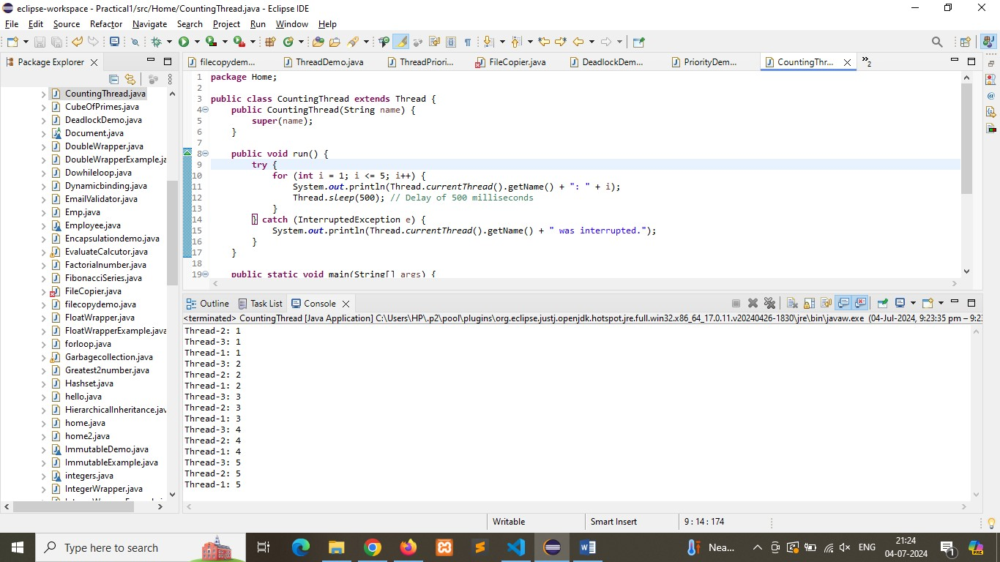 eclipse-workspace - Practical1/src/Home/CountingThread.java - Eclipse IDE
File Edit Source Refactor Navigate Search Project Run Window Help
Package Explorer
CountingThread.java
CubeOfPrimes.java
DeadlockDemo.java
Document.java
DoubleWrapper.java
DoubleWrapperExample.ja
Dowhileloop.java
Dynamicbinding.java
EmailValidator.java
Emp.java
Employee.java
Encapsulationdemo.java
EvaluateCalcutor.java
Factorialnumber.java
FibonacciSeries.java
FileCopier.java
filecopydemo.java
FloatWrapper.java
FloatWrapperExample.java
forloop.java
Garbagecollection.java
Greatest2number.java
Hashset.java
hello.java
HierarchicalInheritance.jav
home.java
home2.java
ImmutableDemo.java
ImmutableExample.java
integers.java
IntegerWrapper.java
filecopydem... ThreadDemo.java ThreadPriori... FileCopier.java DeadlockDem... PriorityDem... CountingThr... »2
1 package Home;
2
3 public class CountingThread extends Thread {
4 public CountingThread(String name) {
5 super(name);
6 }
7
8 public void run() {
9 try {
10 for (int i = 1; i <= 5; i++) {
11 System.out.println(Thread.currentThread().getName() + ": " + i);
12 Thread.sleep(500); // Delay of 500 milliseconds
13 }
14 } catch (InterruptedException e) {
15 System.out.println(Thread.currentThread().getName() + " was interrupted.");
16 }
17 }
18
19 public static void main(String[] args) {
Outline Task List Console
<terminated> CountingThread [Java Application] C:\Users\HP\.p2\pool\plugins\org.eclipse.justj.openjdk.hotspot.jre.full.win32.x86_64_17.0.11.v20240426-1830\jre\bin\javaw.exe (04-Jul-2024, 9:23:35 pm – 9:23
Thread-2: 1
Thread-3: 1
Thread-1: 1
Thread-3: 2
Thread-2: 2
Thread-1: 2
Thread-3: 3
Thread-2: 3
Thread-1: 3
Thread-3: 4
Thread-2: 4
Thread-1: 4
Thread-3: 5
Thread-2: 5
Thread-1: 5
Writable Smart Insert 9 : 14 : 174
Type here to search
Nea... ENG 21:24
04-07-2024 1 PRE